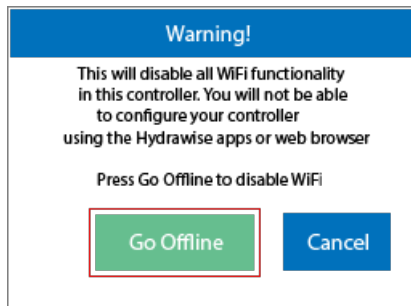 Warning!
This will disable all WiFi functionality
in this controller. You will not be able
to configure your controller
using the Hydrawise apps or web browser
Press Go Offline to disable WiFi
Go Offline
Cancel